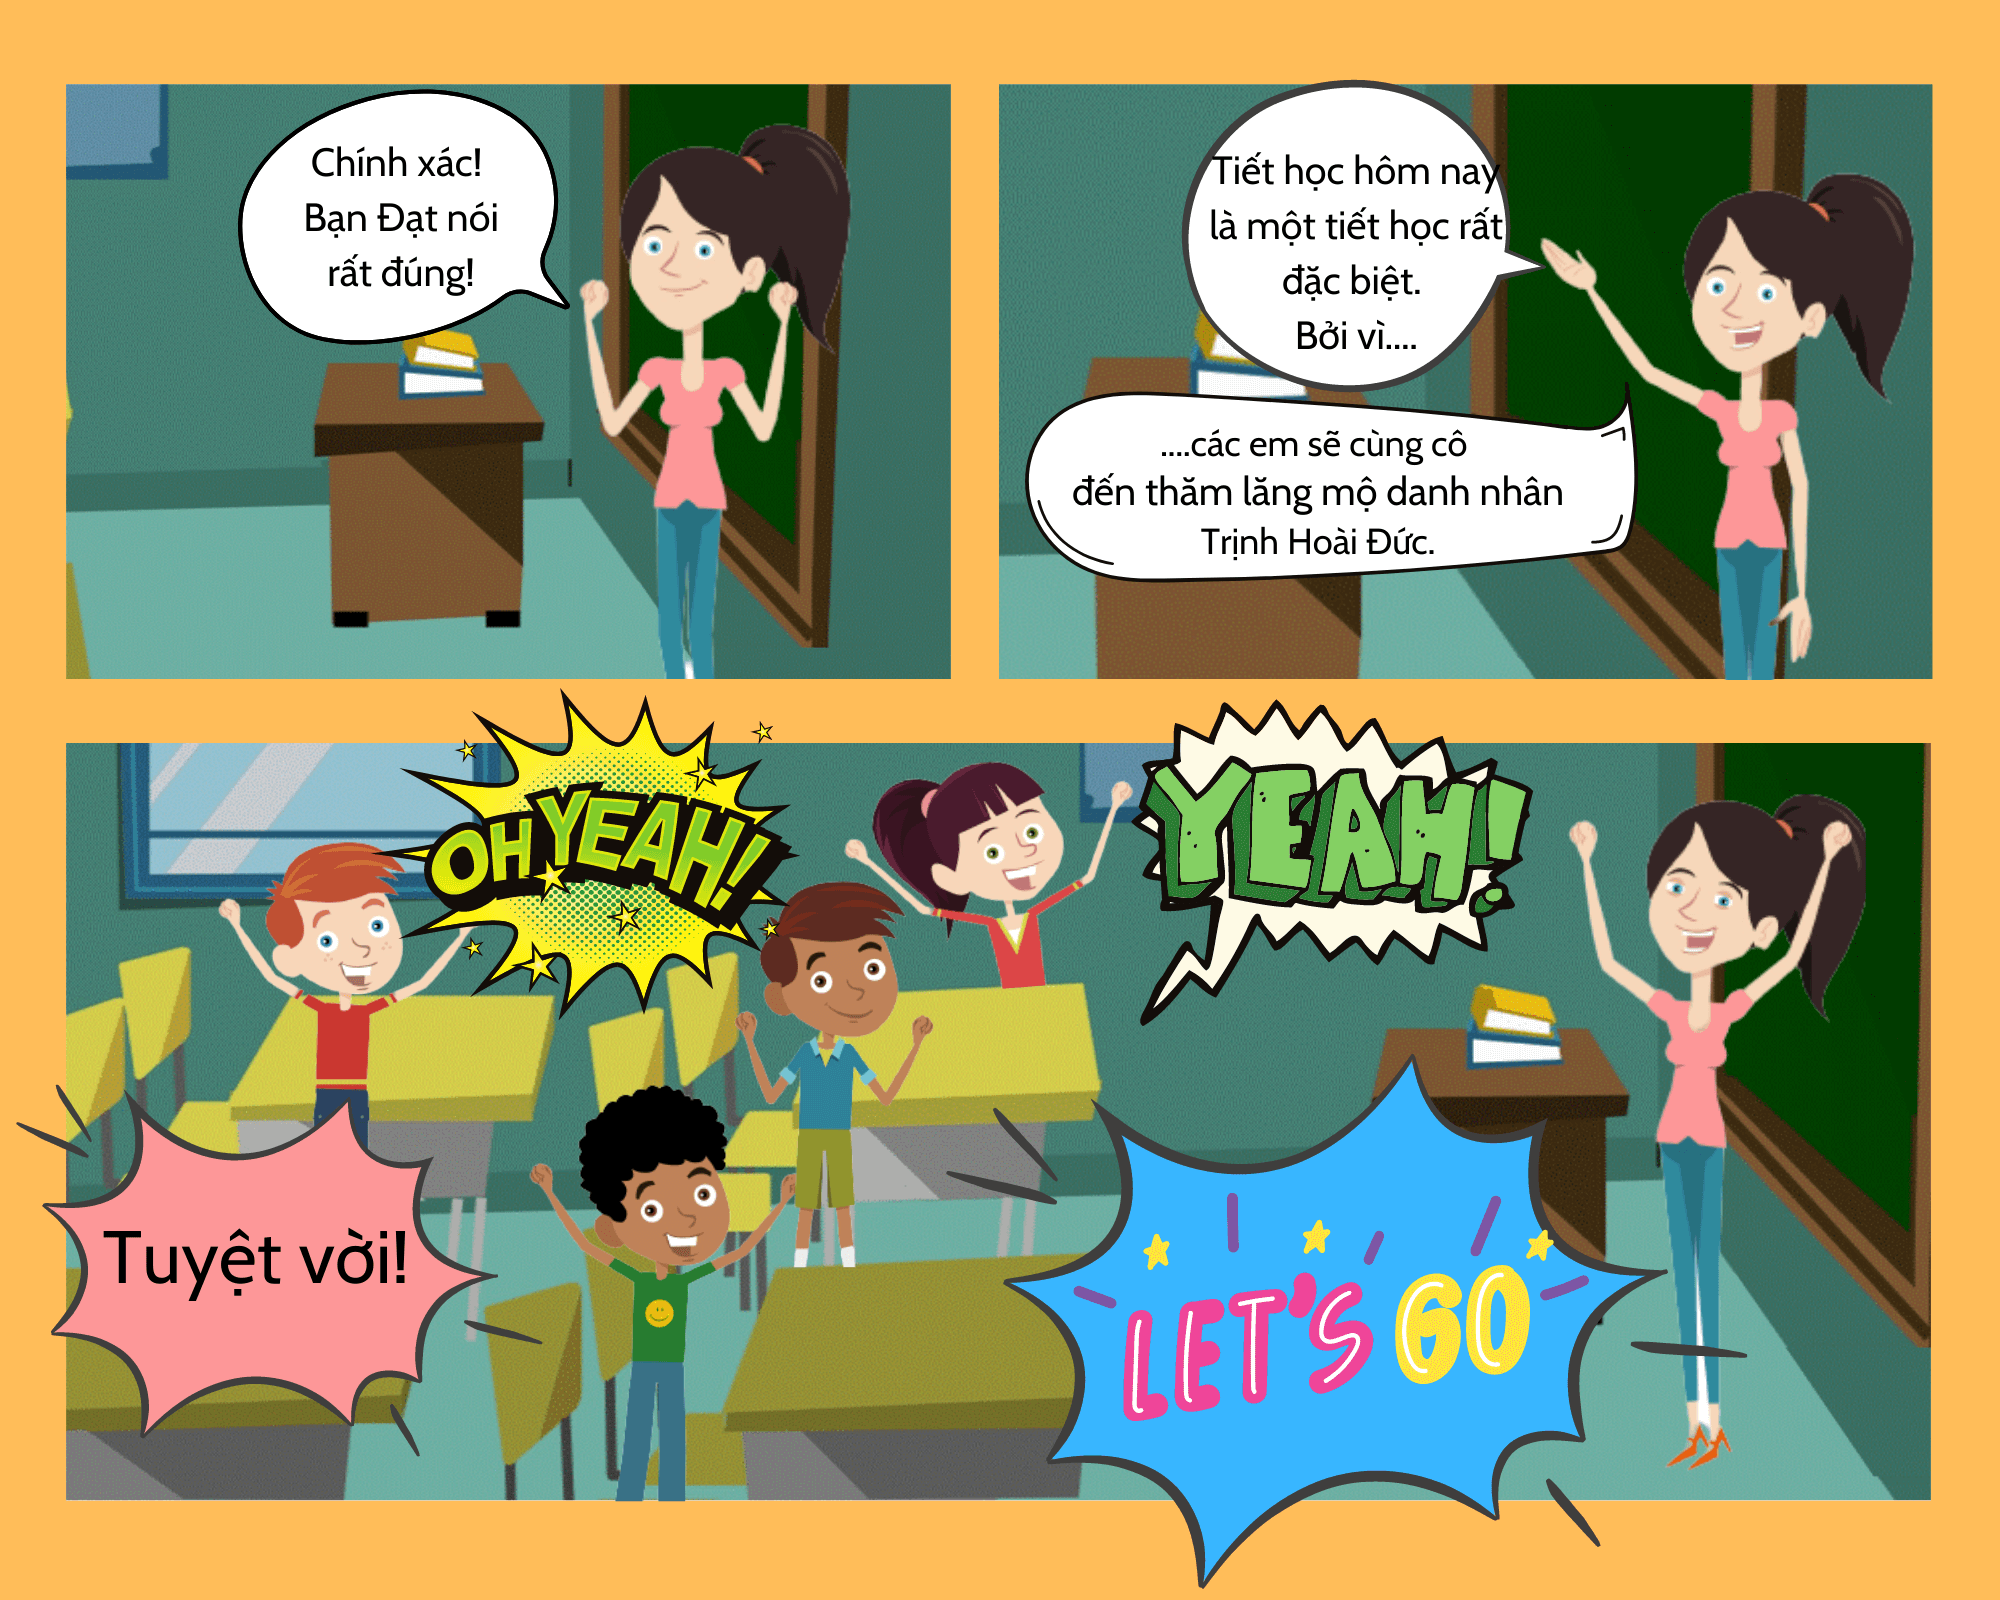 Chính xác!
Bạn Đạt nói
rất đúng!
Tiết học hôm nay
là một tiết học rất
đặc biệt.
Bởi vì....
....các em sẽ cùng cô
đến thăm lăng mộ danh nhân
Trịnh Hoài Đức.
OH YEAH!
YEAH!
Tuyệt vời!
LET'S GO